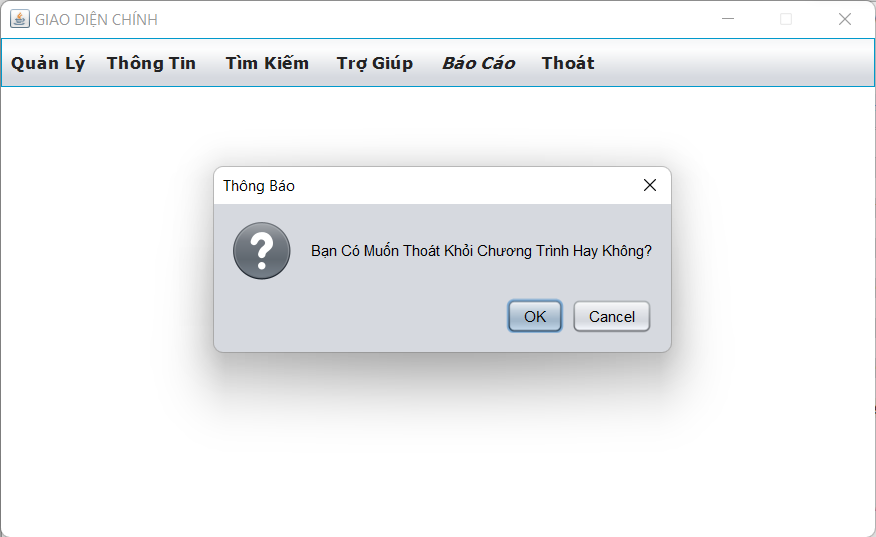 GIAO DIỆN CHÍNH
Quản Lý Thông Tin Tìm Kiếm Trợ Giúp Báo Cáo Thoát
Thông Báo
Bạn Có Muốn Thoát Khỏi Chương Trình Hay Không?
OK Cancel